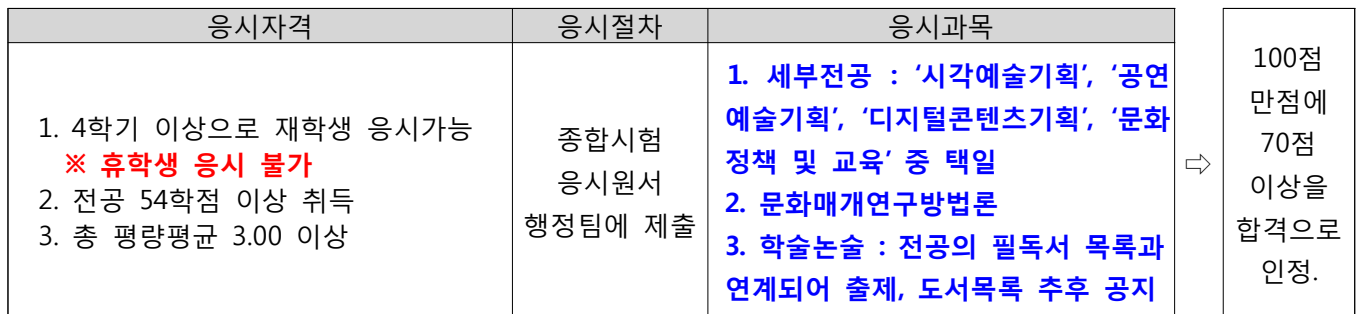 응시자격
응시절차
응시과목
1. 4학기 이상으로 재학생 응시가능
※ 휴학생 응시 불가
2. 전공 54학점 이상 취득
3. 총 평량평균 3.00 이상
종합시험
응시원서
행정팀에 제출
1. 세부전공 : ‘시각예술기획’, ‘공연
예술기획’, ‘디지털콘텐츠기획’, ‘문화
정책 및 교육’ 중 택일
2. 문화매개연구방법론
3. 학술논술 : 전공의 필독서 목록과
연계되어 출제, 도서목록 추후 공지
⇨
100점
만점에
70점
이상을
합격으로
인정.